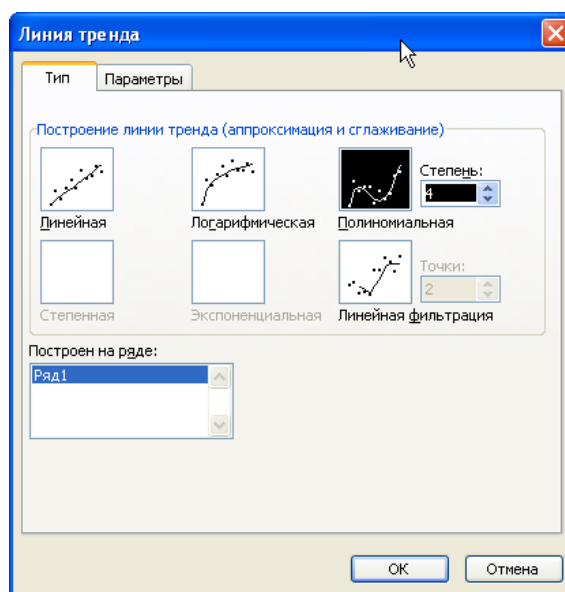 Линия тренда
Тип Параметры
Построение линии тренда (аппроксимация и сглаживание)
Степень:
4
Линейная Логарифмическая Полиномиальная
Точки:
2
Степенная Экспоненциальная Линейная фильтрация
Построен на ряде:
Ряд1
ОК Отмена